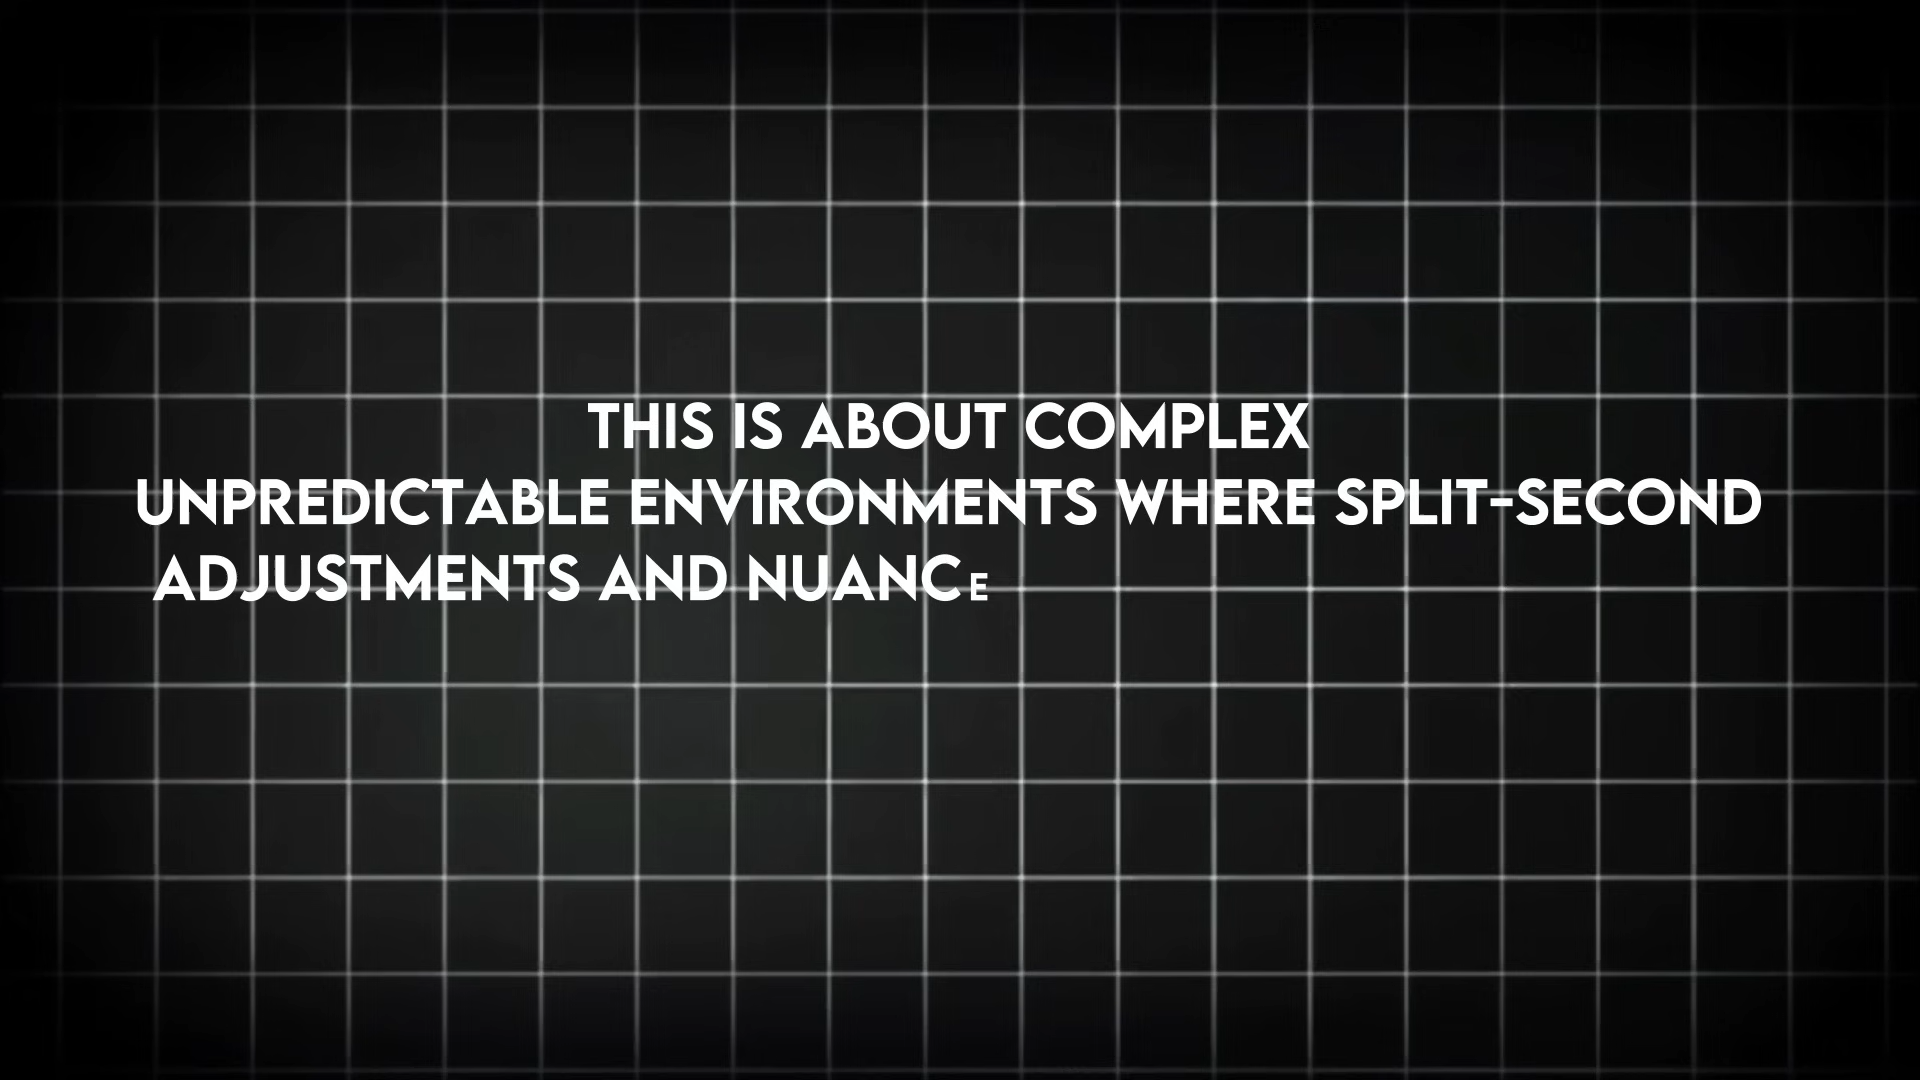 THIS IS ABOUT COMPLEX
UNPREDICTABLE ENVIRONMENTS WHERE SPLIT-SECOND
ADJUSTMENTS AND NUANCE